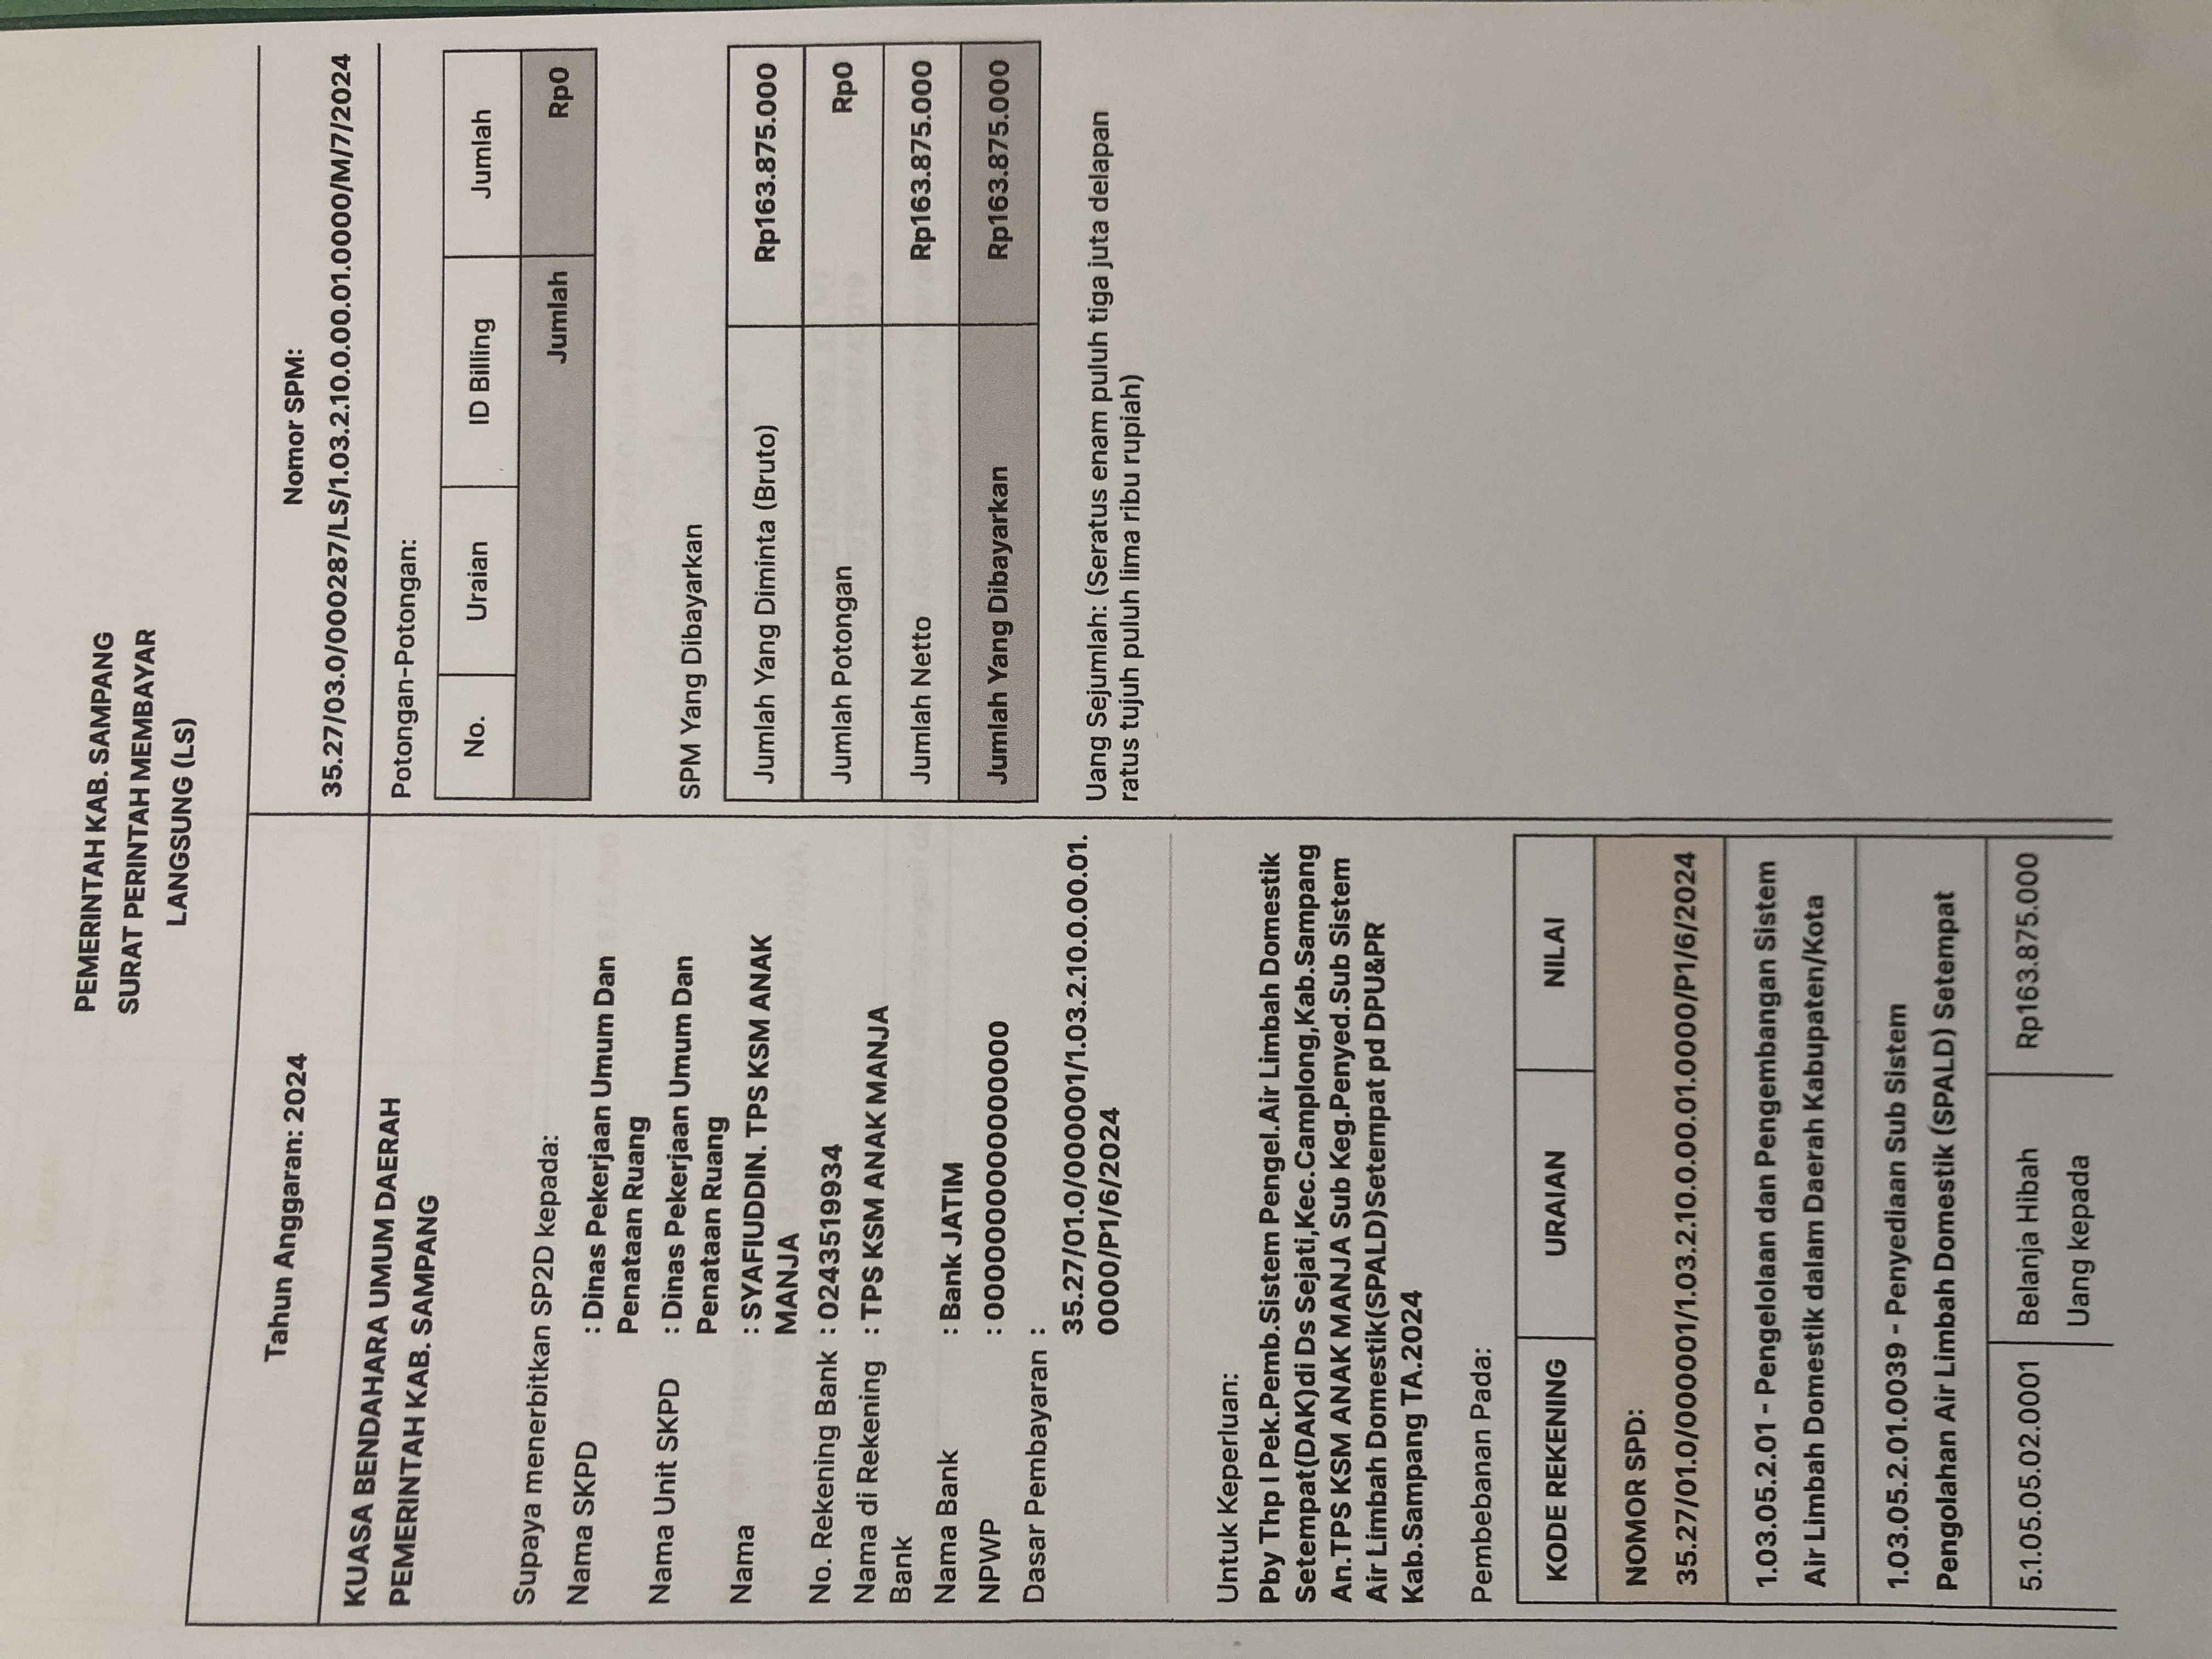 PEMERINTAH KAB. SAMPANG
SURAT PERINTAH MEMBAYAR
LANGSUNG (LS)
Tahun Anggaran: 2024
Nomor SPM:
35.27/03.0/000287/LS/1.03.2.10.0.00.01.0000/M/7/2024
KUASA BENDAHARA UMUM DAERAH
PEMERINTAH KAB. SAMPANG
Supaya menerbitkan SP2D kepada:
Nama SKPD : Dinas Pekerjaan Umum Dan
Penataan Ruang
Nama Unit SKPD : Dinas Pekerjaan Umum Dan
Penataan Ruang
Nama : SYAFIUDDIN. TPS KSM ANAK
MANJA
No. Rekening Bank : 0243519934
Nama di Rekening : TPS KSM ANAK MANJA
Bank
Nama Bank : Bank JATIM
NPWP : 0000000000000000
Dasar Pembayaran :
35.27/01.0/000001/1.03.2.10.0.00.01.
0000/P1/6/2024
Untuk Keperluan:
Pby Thp I Pek.Pemb.Sistem Pengel.Air Limbah Domestik
Setempat(DAK)di Ds Sejati,Kec.Camplong,Kab.Sampang
An.TPS KSM ANAK MANJA Sub Keg.Penyed.Sub Sistem
Air Limbah Domestik(SPALD)Setempat pd DPU&PR
Kab.Sampang TA.2024
Pembebanan Pada:
KODE REKENING URAIAN NILAI
NOMOR SPD:
35.27/01.0/000001/1.03.2.10.0.00.01.0000/P1/6/2024
1.03.05.2.01 - Pengelolaan dan Pengembangan Sistem
Air Limbah Domestik dalam Daerah Kabupaten/Kota
1.03.05.2.01.0039 - Penyediaan Sub Sistem
Pengolahan Air Limbah Domestik (SPALD) Setempat
5.1.05.05.02.0001 Belanja Hibah Rp163.875.000
Uang kepada
Potongan-Potongan:
No. Uraian ID Billing Jumlah
Jumlah Rp0
SPM Yang Dibayarkan
Jumlah Yang Diminta (Bruto) Rp163.875.000
Jumlah Potongan Rp0
Jumlah Netto Rp163.875.000
Jumlah Yang Dibayarkan Rp163.875.000
Uang Sejumlah: (Seratus enam puluh tiga juta delapan
ratus tujuh puluh lima ribu rupiah)